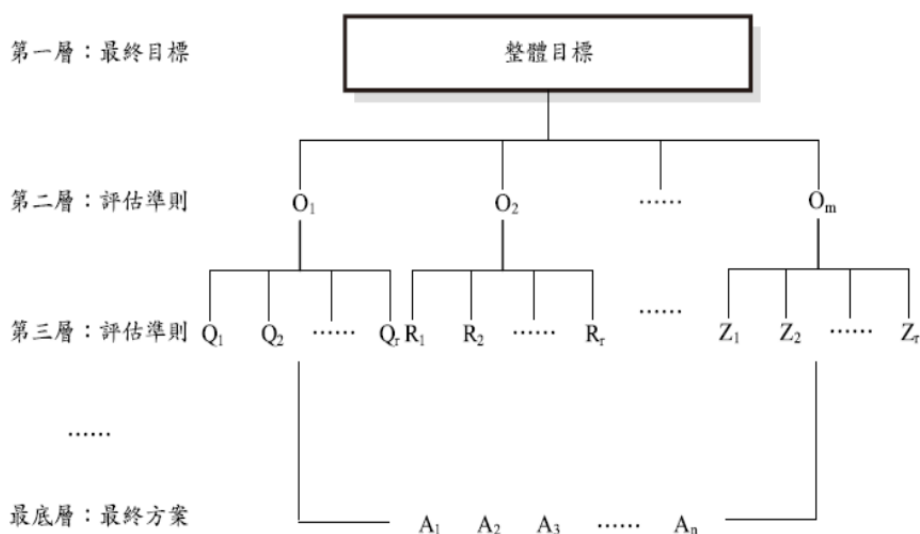 第一層：最終目標
整體目標
第二層：評估準則 O₁ O₂ …… Oₘ
第三層：評估準則 Q₁ Q₂ …… Qᵣ R₁ R₂ …… Rᵣ …… Z₁ Z₂ …… Zᵣ
……
最底層：最終方案 A₁ A₂ A₃ …… Aₙ